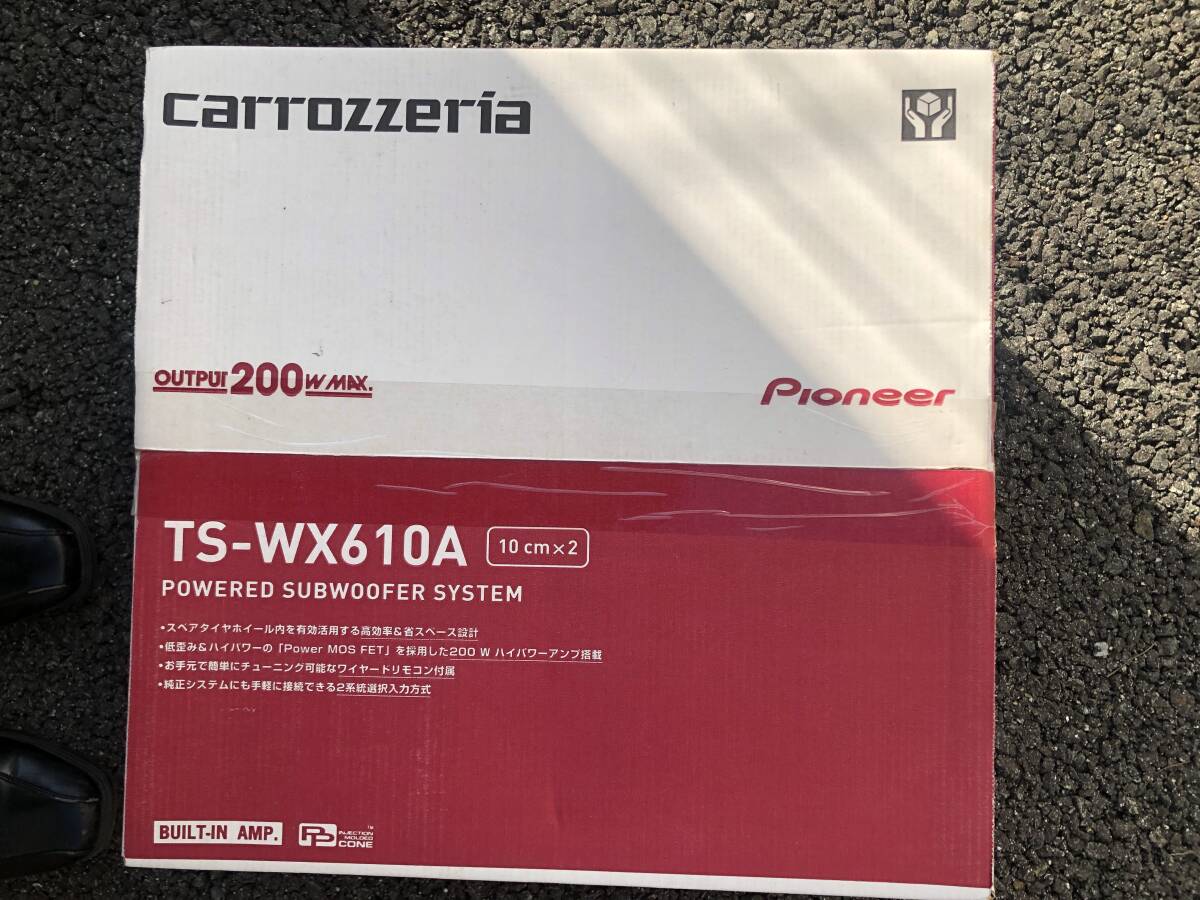 carrozzeria
OUTPUT 200W MAX.
Pioneer
TS-WX610A 10 cm×2
POWERED SUBWOOFER SYSTEM
•スペアタイヤホイール内を有効活用する高効率&省スペース設計
•低歪み&ハイパワーの「Power MOS FET」を採用した200 W ハイパワーアンプ搭載
•お手元で簡単にチューニング可能なワイヤードリモコン付属
•純正システムにも手軽に接続できる2系統選択入力方式
BUILT-IN AMP.
PP INJECTION MOLDED CONE ™